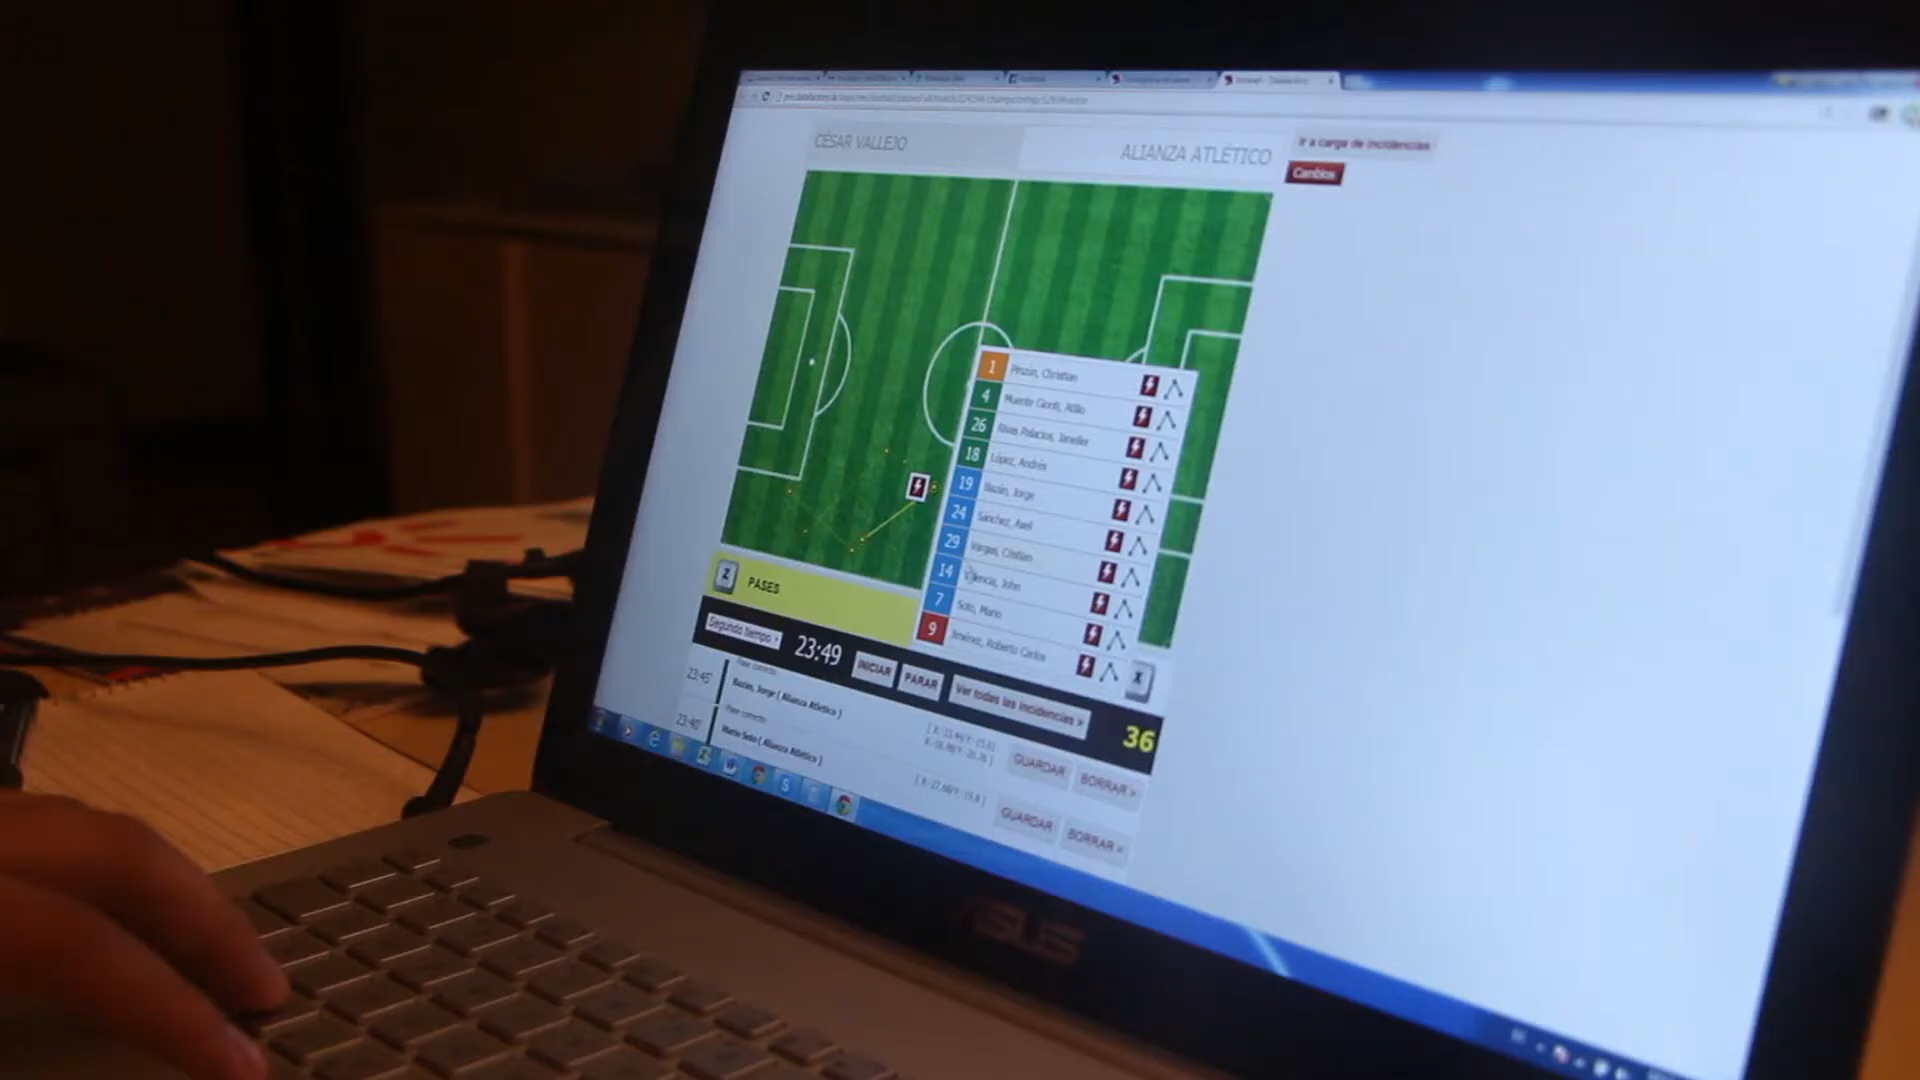 CÉSAR VALLEJO
ALIANZA ATLÉTICO
Ir a carga de incidencias
Cambios
1 Pinzón, Christian
4 Muente Gionti, Atilio
26 Rivas Palacios, Janeiler
18 López, Andrés
19 Bazán, Jorge
24 Sánchez, Axel
29 Vargas, Cristian
14 Valencia, John
7 Soto, Mario
9 Jiménez, Roberto Carlos
Z PASES
X
Segundo tiempo
23:49
INICIAR
PARAR
Ver todas las incidencias >
36
Pase correcto
23:45'
Bazán, Jorge ( Alianza Atlético )
GUARDAR
BORRAR >
Pase correcto
23:40'
Mario Soto ( Alianza Atlético )
GUARDAR
BORRAR >
ASUS